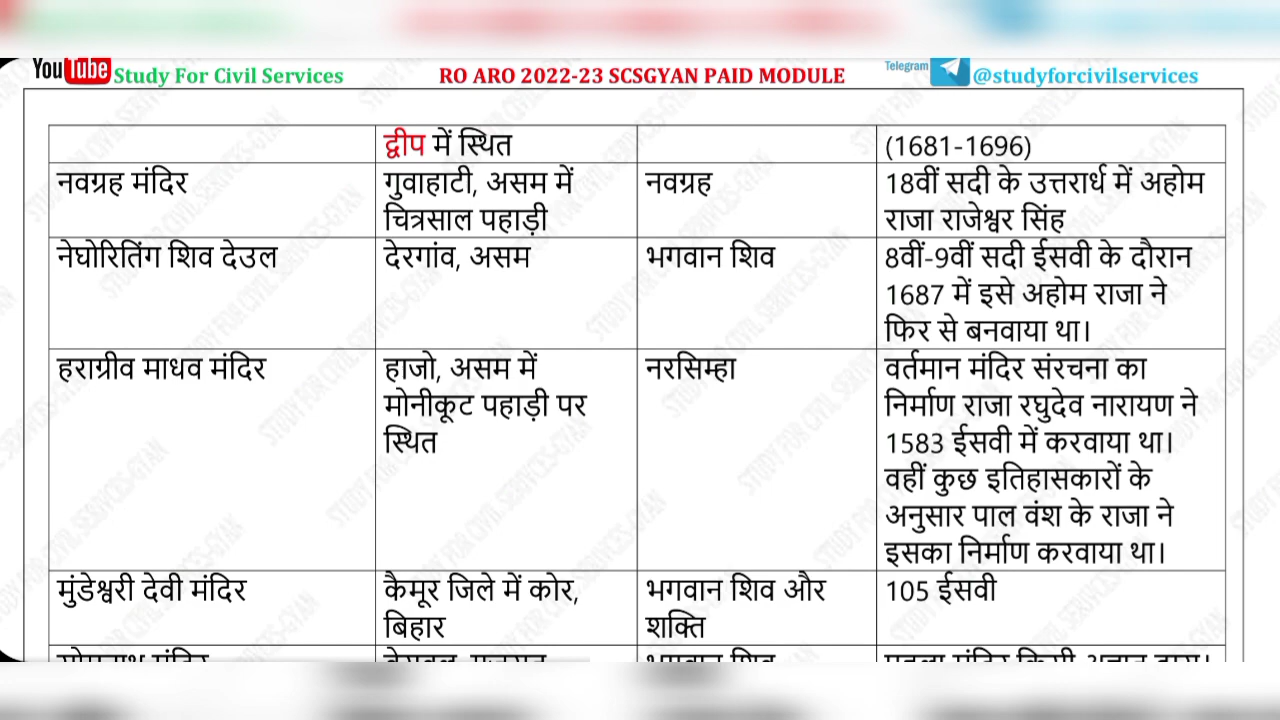 YouTube Study For Civil Services RO ARO 2022-23 SCSGYAN PAID MODULE Telegram @studyforcivilservices
द्वीप में स्थित (1681-1696)
नवग्रह मंदिर गुवाहाटी, असम में नवग्रह 18वीं सदी के उत्तरार्ध में अहोम
चित्रसाल पहाड़ी राजा राजेश्वर सिंह
नेघोरितिंग शिव देउल देरगांव, असम भगवान शिव 8वीं-9वीं सदी ईसवी के दौरान
1687 में इसे अहोम राजा ने
फिर से बनवाया था।
हराग्रीव माधव मंदिर हाजो, असम में नरसिम्हा वर्तमान मंदिर संरचना का
मोनीकूट पहाड़ी पर निर्माण राजा रघुदेव नारायण ने
स्थित 1583 ईसवी में करवाया था।
वहीं कुछ इतिहासकारों के
अनुसार पाल वंश के राजा ने
इसका निर्माण करवाया था।
मुंडेश्वरी देवी मंदिर कैमूर जिले में कोर, भगवान शिव और 105 ईसवी
बिहार शक्ति